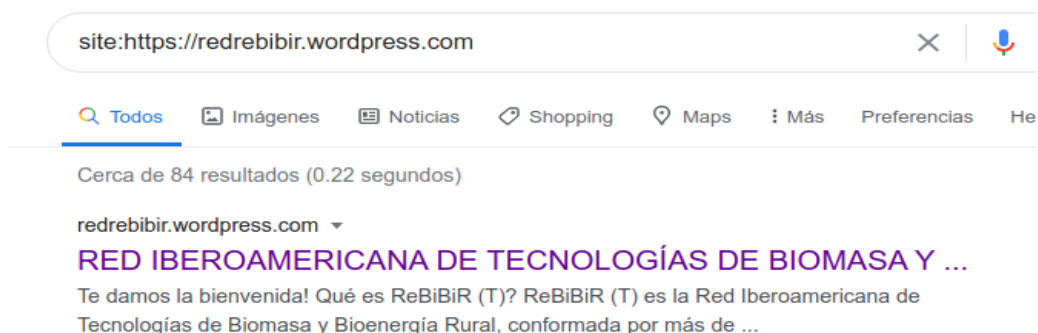 site:https://redrebibir.wordpress.com
Todos Imágenes Noticias Shopping Maps Más Preferencias He
Cerca de 84 resultados (0.22 segundos)
redrebibir.wordpress.com
RED IBEROAMERICANA DE TECNOLOGÍAS DE BIOMASA Y ...
Te damos la bienvenida! Qué es ReBiBiR (T)? ReBiBiR (T) es la Red Iberoamericana de
Tecnologías de Biomasa y Bioenergía Rural, conformada por más de ...